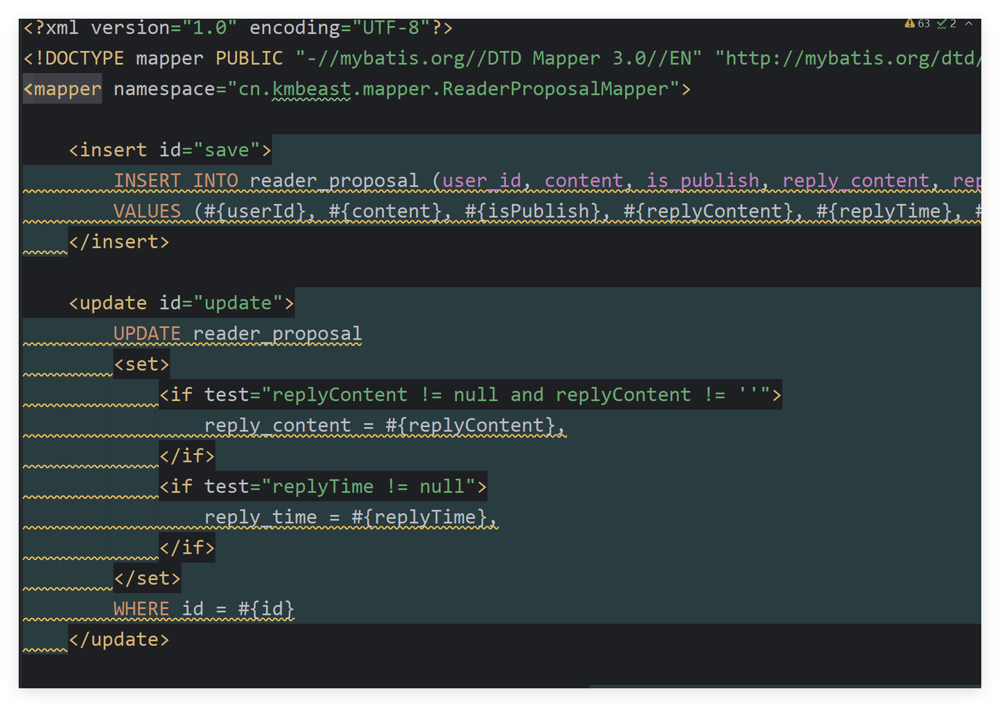 <?xml version="1.0" encoding="UTF-8"?>
63 2
<!DOCTYPE mapper PUBLIC "-//mybatis.org//DTD Mapper 3.0//EN" "http://mybatis.org/dtd/
<mapper namespace="cn.kmbeast.mapper.ReaderProposalMapper">
<insert id="save">
INSERT INTO reader_proposal (user_id, content, is_publish, reply_content, rep
VALUES (#{userId}, #{content}, #{isPublish}, #{replyContent}, #{replyTime}, #
</insert>
<update id="update">
UPDATE reader_proposal
<set>
<if test="replyContent != null and replyContent != ''">
reply_content = #{replyContent},
</if>
<if test="replyTime != null">
reply_time = #{replyTime},
</if>
</set>
WHERE id = #{id}
</update>